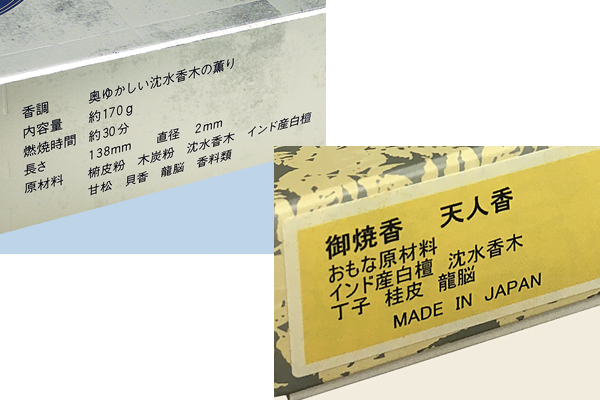 香調 奥ゆかしい沈水香木の薫り
内容量 約170g
燃焼時間 約30分
長さ 138mm 直径 2mm
原材料 椨皮粉 木炭粉 沈水香木 インド産白檀
甘松 貝香 龍脳 香料類
御焼香 天人香
おもな原材料
インド産白檀 沈水香木
丁子 桂皮 龍脳
MADE IN JAPAN